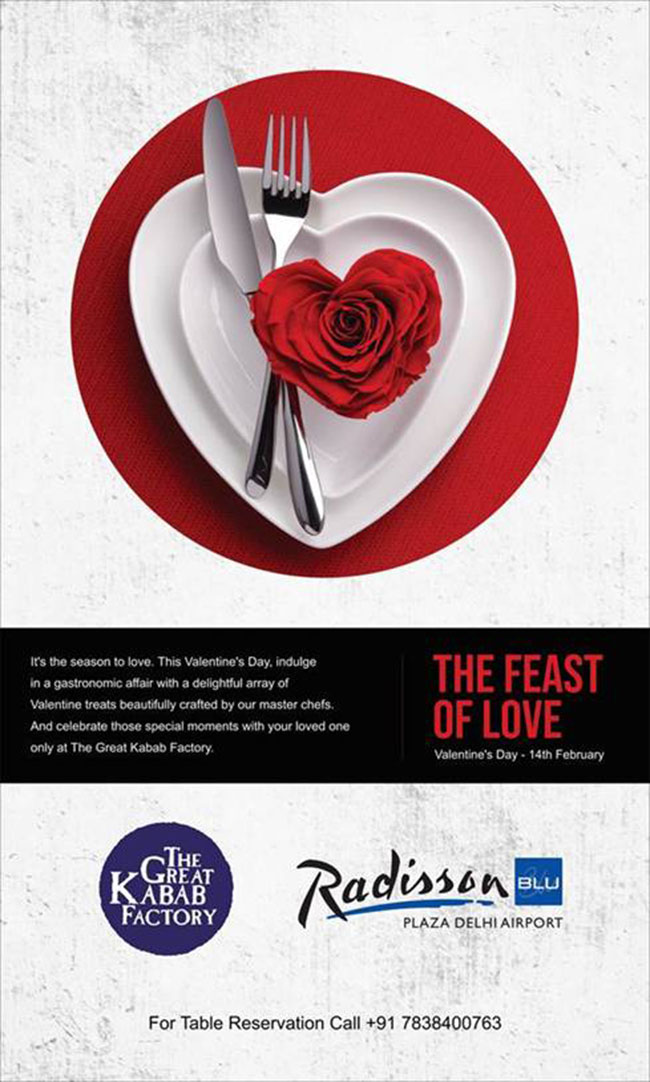 It's the season to love. This Valentine's Day, indulge
in a gastronomic affair with a delightful array of
Valentine treats beautifully crafted by our master chefs.
And celebrate those special moments with your loved one
only at The Great Kabab Factory.
THE FEAST
OF LOVE
Valentine's Day - 14th February
THE
GREAT
KABAB
FACTORY
Radisson BLU
PLAZA DELHI AIRPORT
For Table Reservation Call +91 7838400763